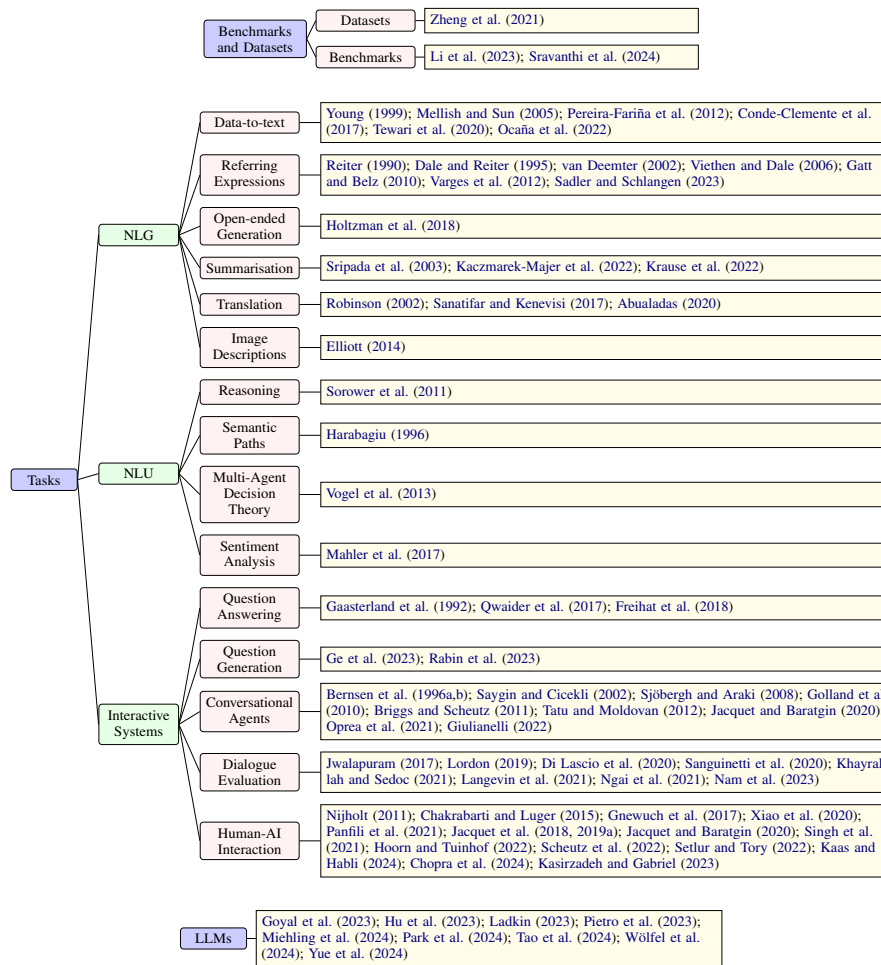 Benchmarks
and Datasets
Datasets
Zheng et al. (2021)
Benchmarks
Li et al. (2023); Sravanthi et al. (2024)
Tasks
NLG
Data-to-text
Young (1999); Mellish and Sun (2005); Pereira-Fariña et al. (2012); Conde-Clemente et al.
(2017); Tewari et al. (2020); Ocaña et al. (2022)
Referring
Expressions
Reiter (1990); Dale and Reiter (1995); van Deemter (2002); Viethen and Dale (2006); Gatt
and Belz (2010); Varges et al. (2012); Sadler and Schlangen (2023)
Open-ended
Generation
Holtzman et al. (2018)
Summarisation
Sripada et al. (2003); Kaczmarek-Majer et al. (2022); Krause et al. (2022)
Translation
Robinson (2002); Sanatifar and Kenevisi (2017); Abualadas (2020)
Image
Descriptions
Elliott (2014)
NLU
Reasoning
Sorower et al. (2011)
Semantic
Paths
Harabagiu (1996)
Multi-Agent
Decision
Theory
Vogel et al. (2013)
Sentiment
Analysis
Mahler et al. (2017)
Interactive
Systems
Question
Answering
Gaasterland et al. (1992); Qwaider et al. (2017); Freihat et al. (2018)
Question
Generation
Ge et al. (2023); Rabin et al. (2023)
Conversational
Agents
Bernsen et al. (1996a,b); Saygin and Cicekli (2002); Sjöbergh and Araki (2008); Golland et al
(2010); Briggs and Scheutz (2011); Tatu and Moldovan (2012); Jacquet and Baratgin (2020)
Oprea et al. (2021); Giulianelli (2022)
Dialogue
Evaluation
Jwalapuram (2017); Lordon (2019); Di Lascio et al. (2020); Sanguinetti et al. (2020); Khayral
lah and Sedoc (2021); Langevin et al. (2021); Ngai et al. (2021); Nam et al. (2023)
Human-AI
Interaction
Nijholt (2011); Chakrabarti and Luger (2015); Gnewuch et al. (2017); Xiao et al. (2020);
Panfili et al. (2021); Jacquet et al. (2018, 2019a); Jacquet and Baratgin (2020); Singh et al.
(2021); Hoorn and Tuinhof (2022); Scheutz et al. (2022); Setlur and Tory (2022); Kaas and
Habli (2024); Chopra et al. (2024); Kasirzadeh and Gabriel (2023)
LLMs
Goyal et al. (2023); Hu et al. (2023); Ladkin (2023); Pietro et al. (2023);
Miehling et al. (2024); Park et al. (2024); Tao et al. (2024); Wölfel et al.
(2024); Yue et al. (2024)